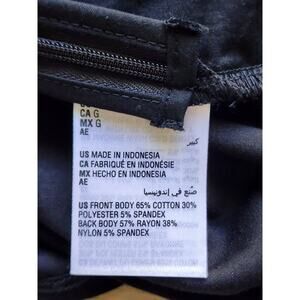 CA G
MX G
AE
كبير
US MADE IN INDONESIA
CA FABRIQUÉ EN INDONÉSIE
MX HECHO EN INDONESIA
AE
صُنع في إندونيسيا
US FRONT BODY 65% COTTON 30%
POLYESTER 5% SPANDEX
BACK BODY 57% RAYON 38%
NYLON 5% SPANDEX